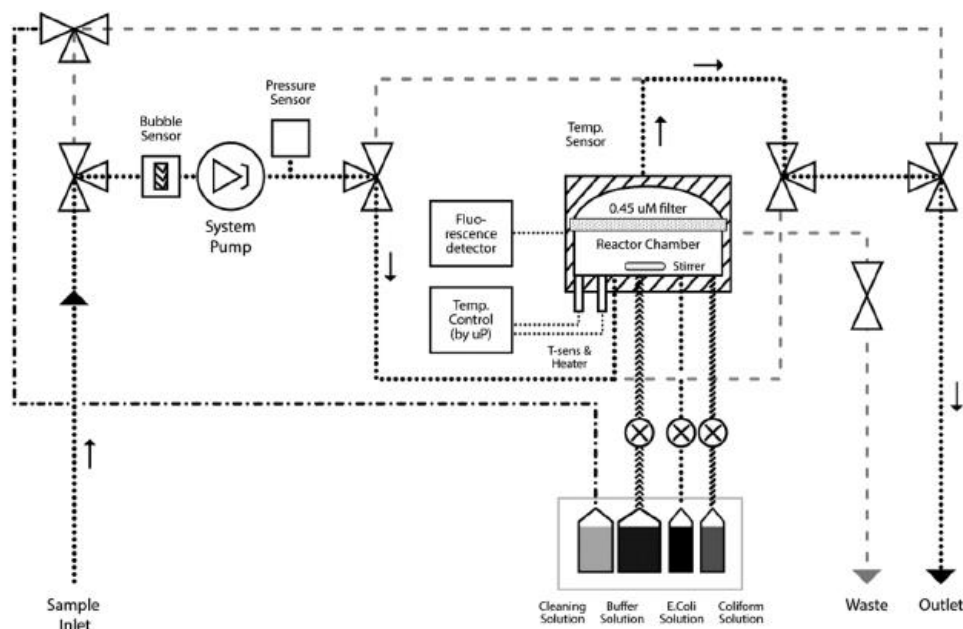 Pressure
Sensor
Bubble
Sensor
System
Pump
Temp.
Sensor
0.45 uM filter
Fluo-
rescence
detector
Reactor Chamber
Stirrer
Temp.
Control
(by uP)
T-sens &
Heater
Sample
Inlet
Cleaning
Solution
Buffer
Solution
E.Coli
Solution
Coliform
Solution
Waste
Outlet